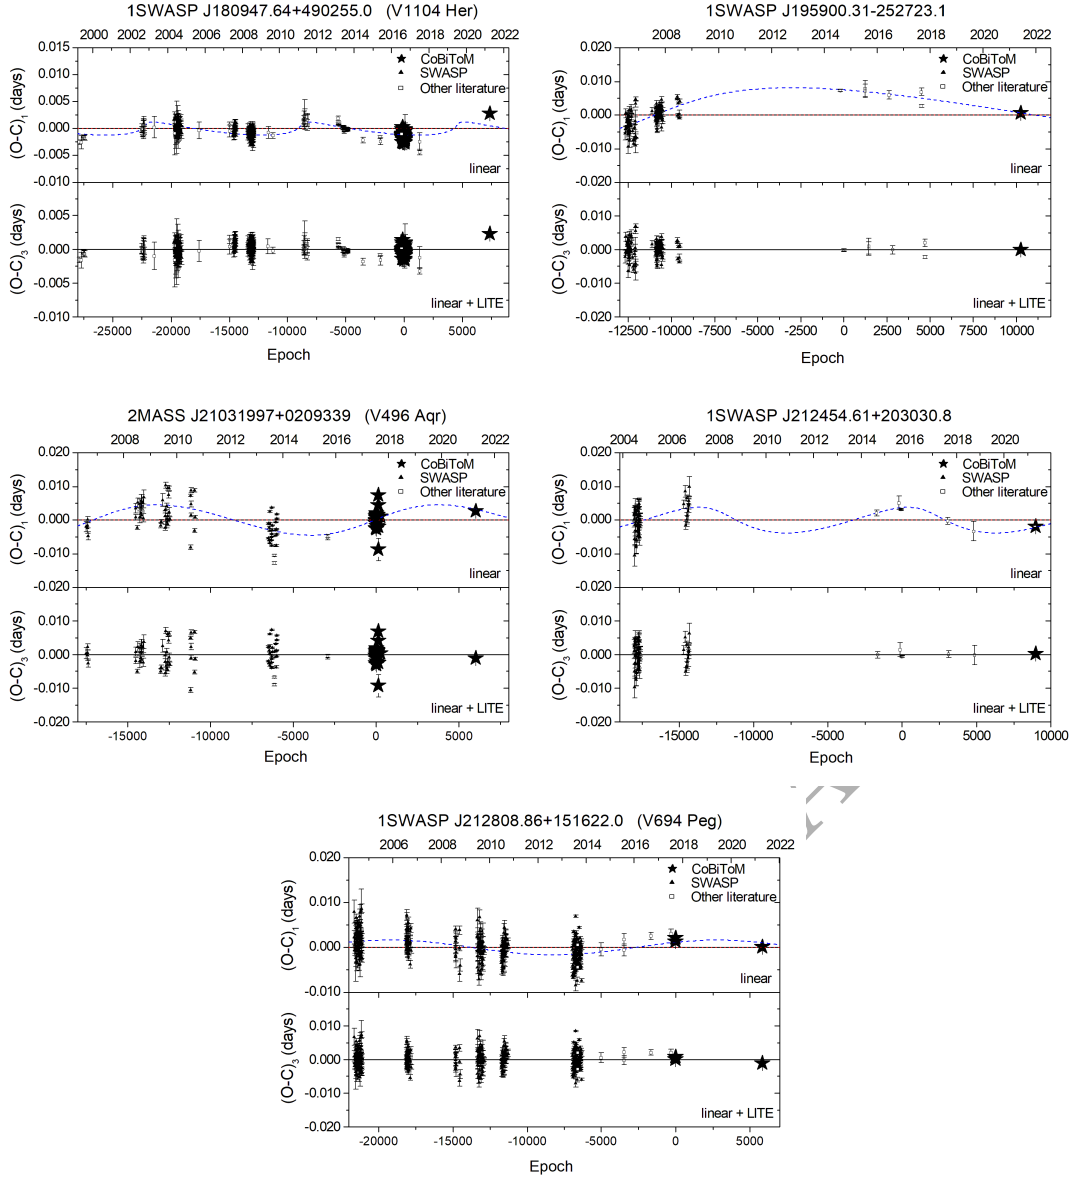 1SWASP J180947.64+490255.0 (V1104 Her)
2000 2002 2004 2006 2008 2010 2012 2014 2016 2018 2020 2022
0.015
0.010
0.005
0.000
-0.005
-0.010
(O-C)1 (days)
CoBiToM
SWASP
Other literature
linear
0.005
0.000
-0.005
-0.010
(O-C)3 (days)
linear + LITE
-25000 -20000 -15000 -10000 -5000 0 5000
Epoch
1SWASP J195900.31-252723.1
2008 2010 2012 2014 2016 2018 2020 2022
0.020
0.010
0.000
-0.010
-0.020
(O-C)1 (days)
CoBiToM
SWASP
Other literature
linear
0.010
0.000
-0.010
-0.020
(O-C)3 (days)
linear + LITE
-12500 -10000 -7500 -5000 -2500 0 2500 5000 7500 10000
Epoch
2MASS J21031997+0209339 (V496 Aqr)
2008 2010 2012 2014 2016 2018 2020 2022
0.020
0.010
0.000
-0.010
-0.020
(O-C)1 (days)
CoBiToM
SWASP
Other literature
linear
0.010
0.000
-0.010
-0.020
(O-C)3 (days)
linear + LITE
-15000 -10000 -5000 0 5000
Epoch
1SWASP J212454.61+203030.8
2004 2006 2008 2010 2012 2014 2016 2018 2020
0.020
0.010
0.000
-0.010
-0.020
(O-C)1 (days)
CoBiToM
SWASP
Other literature
linear
0.010
0.000
-0.010
-0.020
(O-C)3 (days)
linear + LITE
-15000 -10000 -5000 0 5000 10000
Epoch
1SWASP J212808.86+151622.0 (V694 Peg)
2006 2008 2010 2012 2014 2016 2018 2020 2022
0.020
0.010
0.000
-0.010
(O-C)1 (days)
CoBiToM
SWASP
Other literature
linear
0.010
0.000
-0.010
-0.020
(O-C)3 (days)
linear + LITE
-20000 -15000 -10000 -5000 0 5000
Epoch